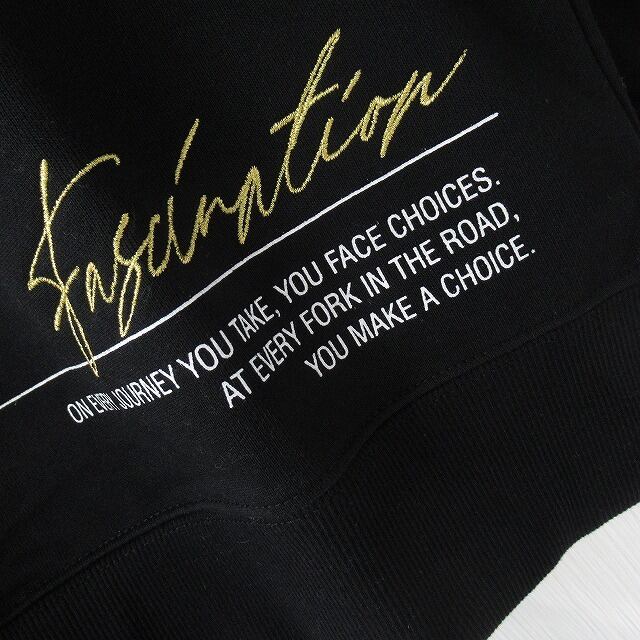 Fascination
ON EVERY JOURNEY YOU TAKE, YOU FACE CHOICES.
AT EVERY FORK IN THE ROAD,
YOU MAKE A CHOICE.